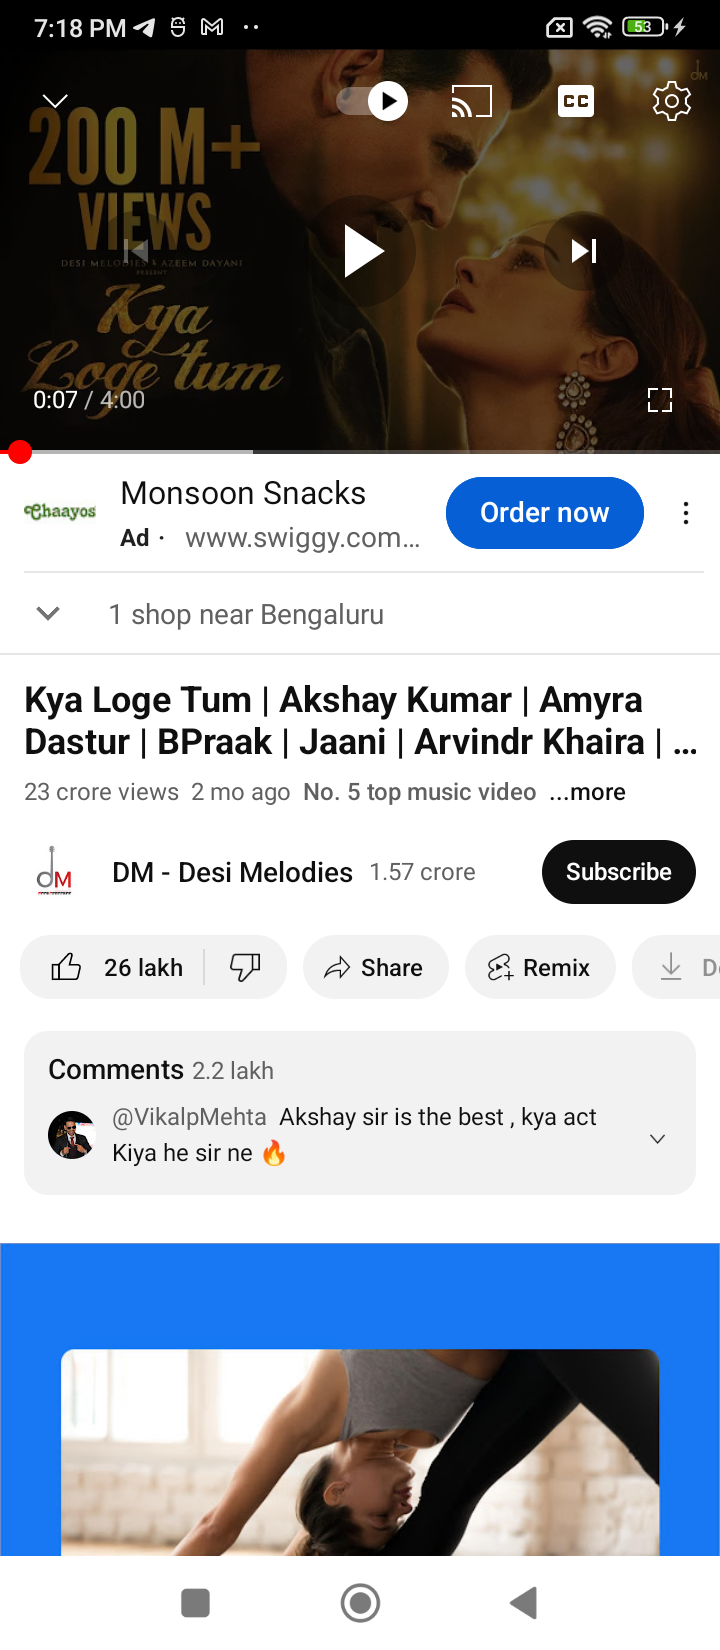 7:18 PM
53
200 M+
VIEWS
DESI MELODIES & AZEEM DAYANI
PRESENT
Kya
Loge tum
0:07 / 4:00
CC
DM
Chaayos
Monsoon Snacks
Ad · www.swiggy.com...
Order now
1 shop near Bengaluru
Kya Loge Tum | Akshay Kumar | Amyra
Dastur | BPraak | Jaani | Arvindr Khaira | ...
23 crore views 2 mo ago No. 5 top music video ...more
dM
DM - Desi Melodies 1.57 crore
Subscribe
26 lakh
Share
Remix
Comments 2.2 lakh
@VikalpMehta Akshay sir is the best , kya act
Kiya he sir ne 🔥